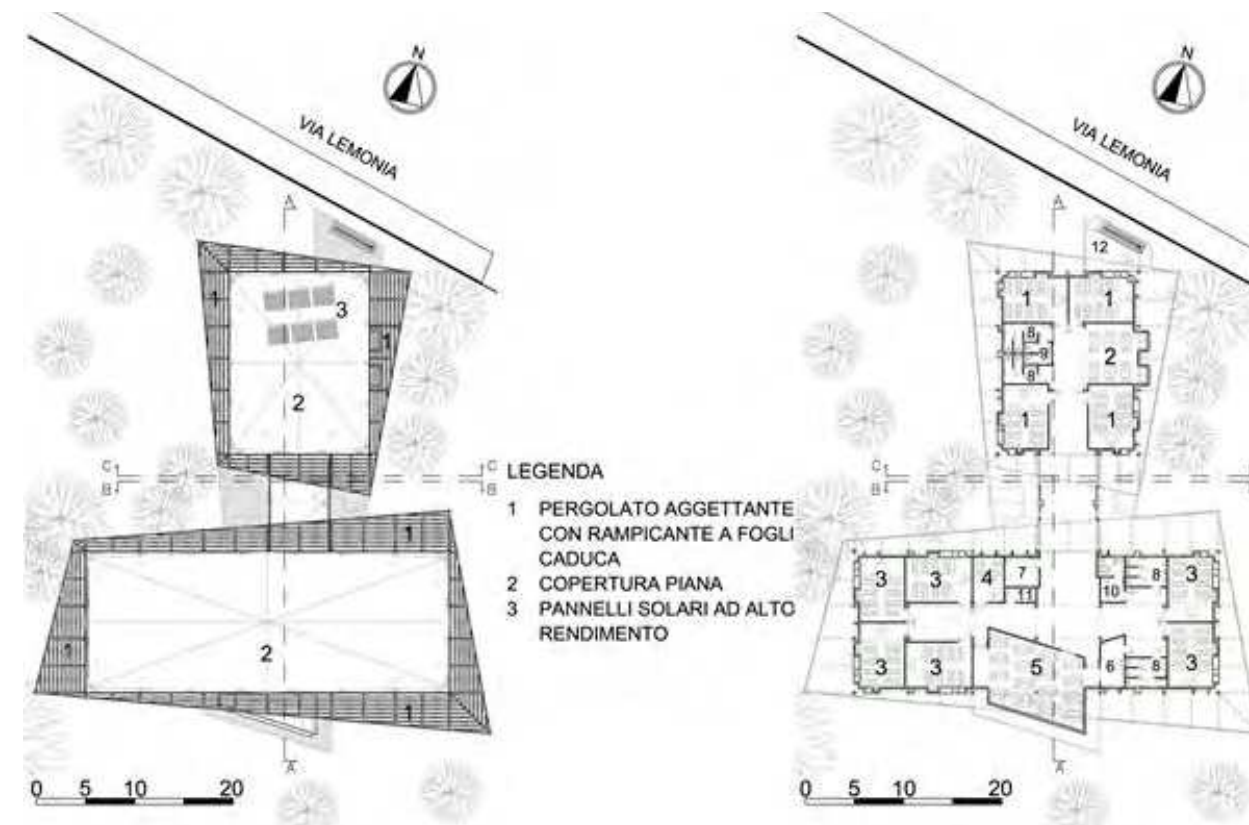 N
VIA LEMONIA
A
3
1
1
2
C C
B B
1
1
2
1
A
0 5 10 20
LEGENDA
1 PERGOLATO AGGETTANTE
CON RAMPICANTE A FOGLI
CADUCA
2 COPERTURA PIANA
3 PANNELLI SOLARI AD ALTO
RENDIMENTO
N
VIA LEMONIA
A
12
1 1
8
9 2
8
1 1
C C
B B
3 3 4 7 8 3
11 10
3 3 5 6 8 3
A
0 5 10 20